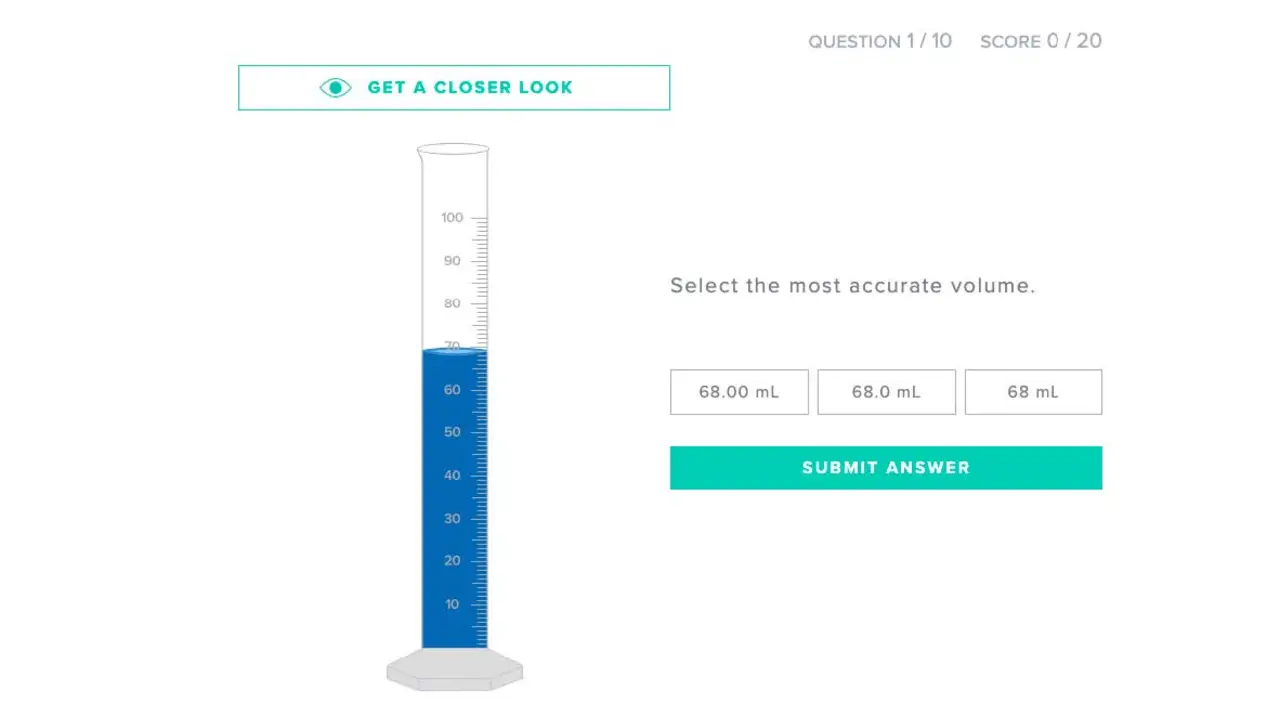 QUESTION 1 / 10 SCORE 0 / 20
GET A CLOSER LOOK
100
90
80
70
60
50
40
30
20
10
Select the most accurate volume.
68.00 mL 68.0 mL 68 mL
SUBMIT ANSWER